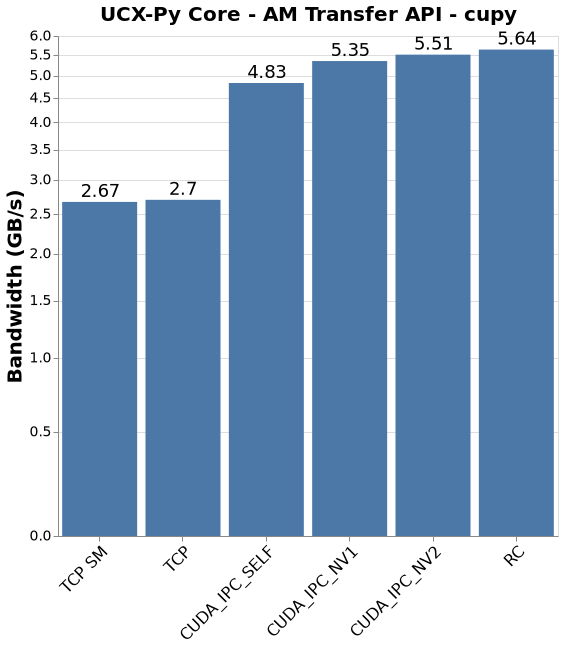 UCX-Py Core - AM Transfer API - cupy
Bandwidth (GB/s)
6.0
5.5
5.0
4.5
4.0
3.5
3.0
2.5
2.0
1.5
1.0
0.5
0.0
2.67
2.7
4.83
5.35
5.51
5.64
TCP SM
TCP
CUDA_IPC_SELF
CUDA_IPC_NV1
CUDA_IPC_NV2
RC